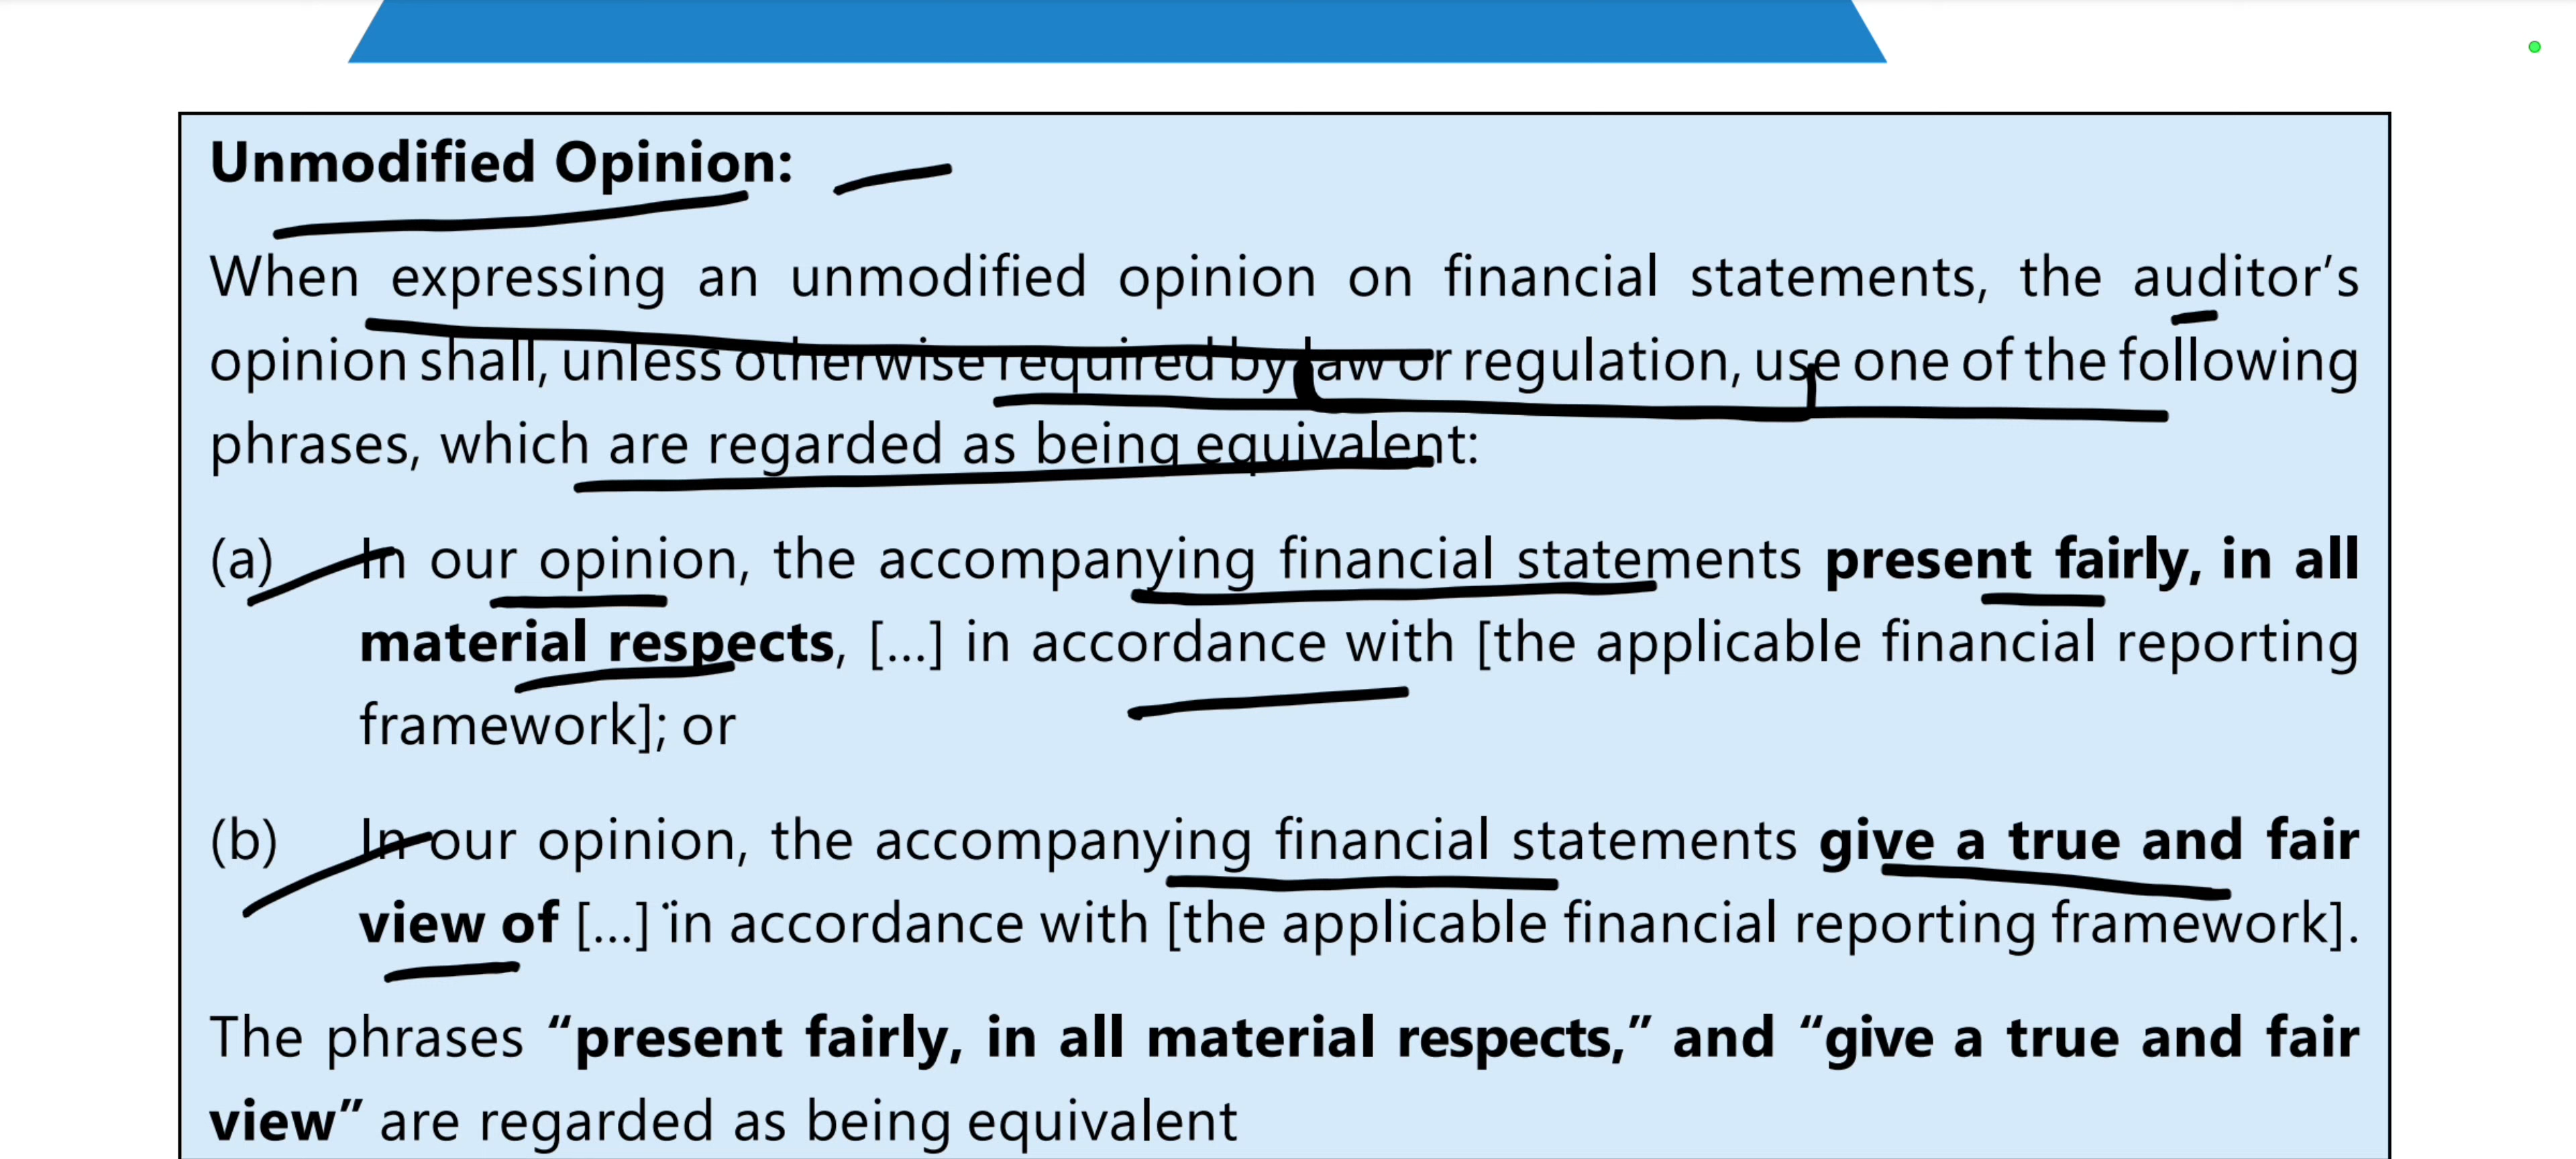 Unmodified Opinion:
When expressing an unmodified opinion on financial statements, the auditor’s
opinion shall, unless otherwise required by law or regulation, use one of the following
phrases, which are regarded as being equivalent:
(a) In our opinion, the accompanying financial statements present fairly, in all
material respects, [...] in accordance with [the applicable financial reporting
framework]; or
(b) In our opinion, the accompanying financial statements give a true and fair
view of [...] in accordance with [the applicable financial reporting framework].
The phrases “present fairly, in all material respects,” and “give a true and fair
view” are regarded as being equivalent